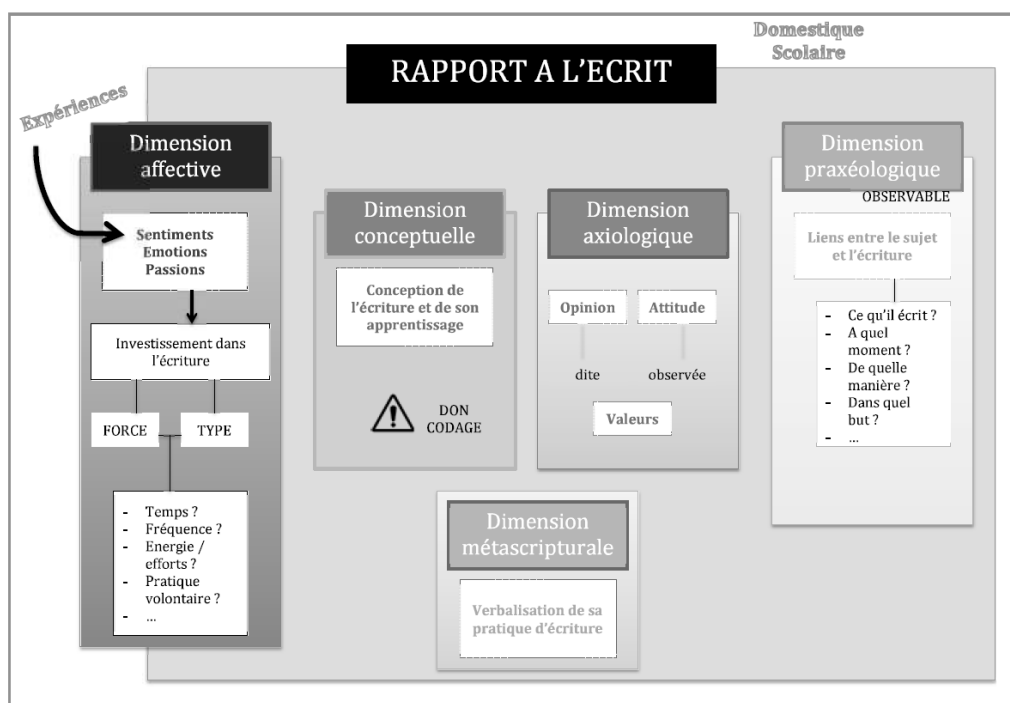 Domestique
Scolaire
RAPPORT A L'ECRIT
Expériences
Dimension
affective
Sentiments
Emotions
Passions
Investissement dans
l'écriture
FORCE
TYPE
- Temps ?
- Fréquence ?
- Energie /
efforts ?
- Pratique
volontaire ?
- ...
Dimension
conceptuelle
Conception de
l'écriture et de son
apprentissage
DON
CODAGE
Dimension
axiologique
Opinion
Attitude
dite
observée
Valeurs
Dimension
métascripturale
Verbalisation de sa
pratique d'écriture
Dimension
praxéologique
OBSERVABLE
Liens entre le sujet
et l'écriture
- Ce qu'il écrit ?
- A quel
moment ?
- De quelle
manière ?
- Dans quel
but ?
- ...